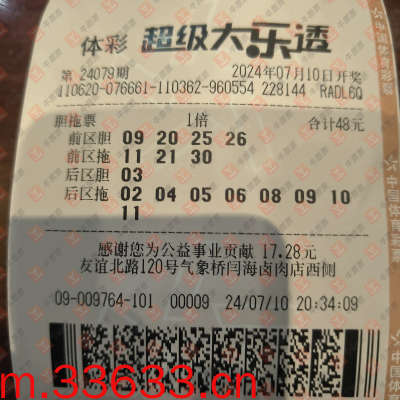 体彩 超级大乐透
第 24079期 2024年07月10日开奖
110620-076661-110362-960554 228144 RADL6Q
胆拖票 1倍 合计48元
前区胆 09 20 25 26
前区拖 11 21 30
后区胆 03
后区拖 02 04 05 06 08 09 10
11
感谢您为公益事业贡献 17.28元
友谊北路120号气象桥闫海卤肉店西侧
09-009764-101 00009 24/07/10 20:34:09
m.33633.cn